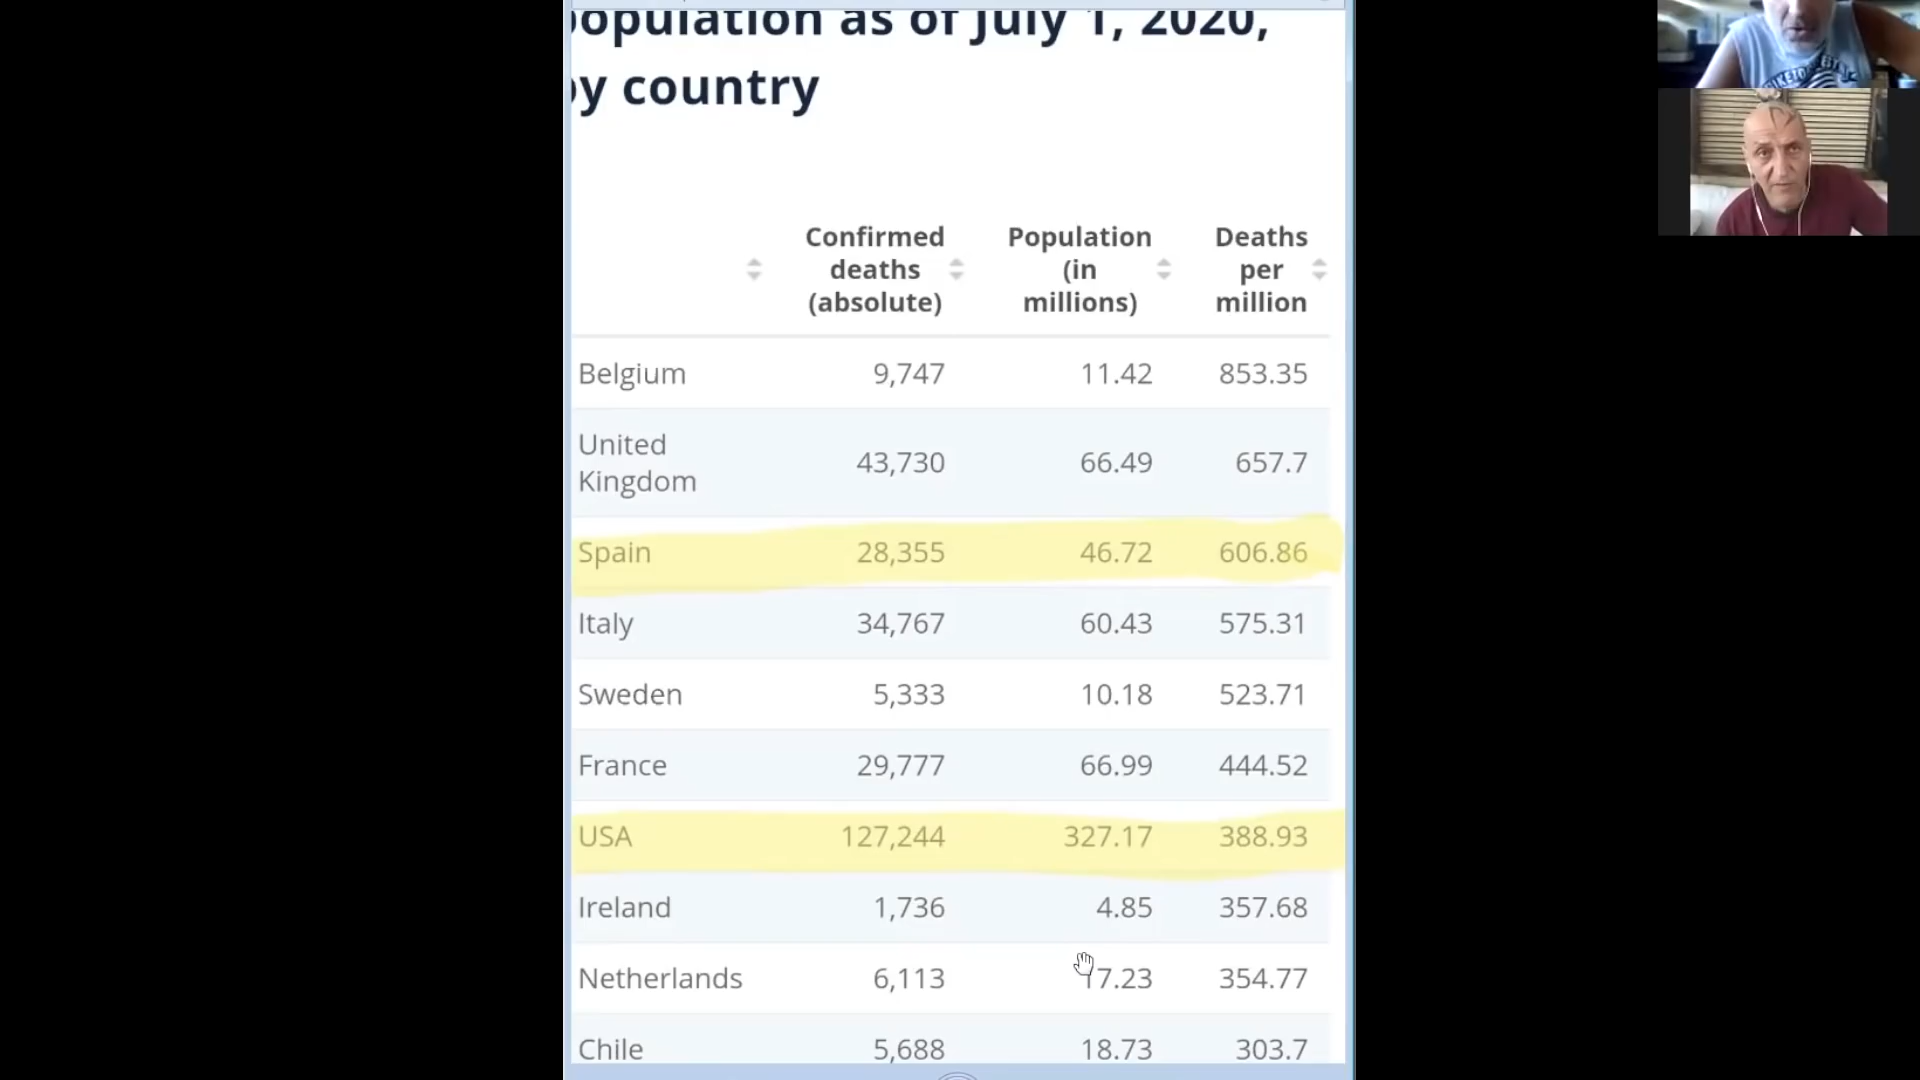 population as of July 1, 2020,
by country
Confirmed deaths (absolute) Population (in millions) Deaths per million
Belgium 9,747 11.42 853.35
United Kingdom 43,730 66.49 657.7
Spain 28,355 46.72 606.86
Italy 34,767 60.43 575.31
Sweden 5,333 10.18 523.71
France 29,777 66.99 444.52
USA 127,244 327.17 388.93
Ireland 1,736 4.85 357.68
Netherlands 6,113 17.23 354.77
Chile 5,688 18.73 303.7